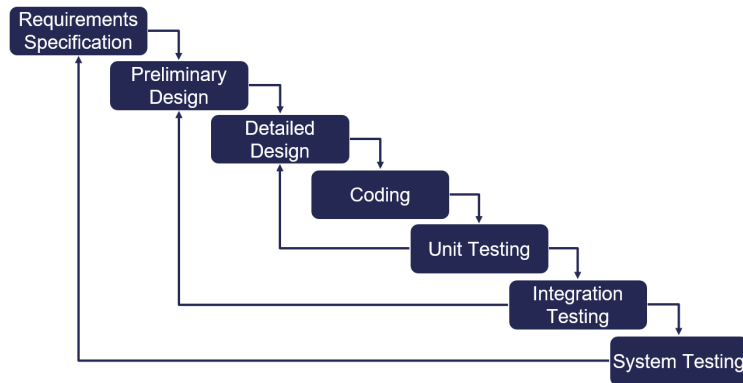 Requirements
Specification
Preliminary
Design
Detailed
Design
Coding
Unit Testing
Integration
Testing
System Testing